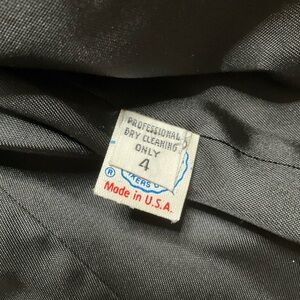 PROFESSIONAL
DRY CLEANING
ONLY
4
®
Made in U.S.A.